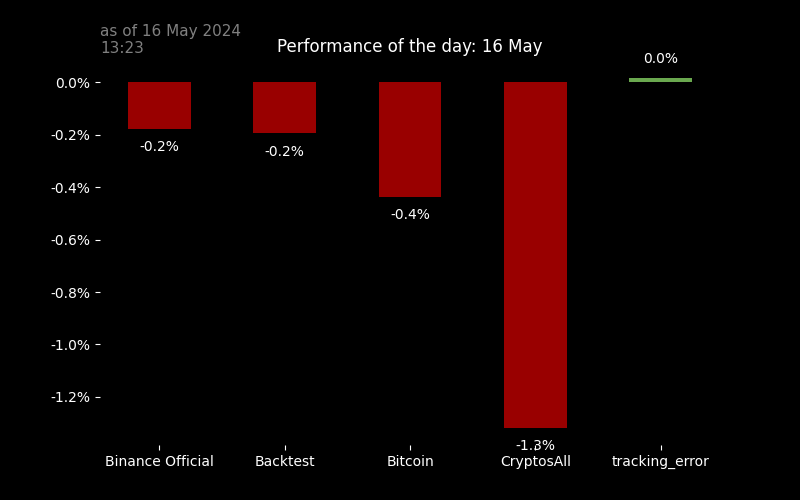 as of 16 May 2024
13:23
Performance of the day: 16 May
0.0%
0.0%
-0.2%
-0.4%
-0.6%
-0.8%
-1.0%
-1.2%
-0.2%
-0.2%
-0.4%
-1.3%
Binance Official
Backtest
Bitcoin
CryptosAll
tracking_error